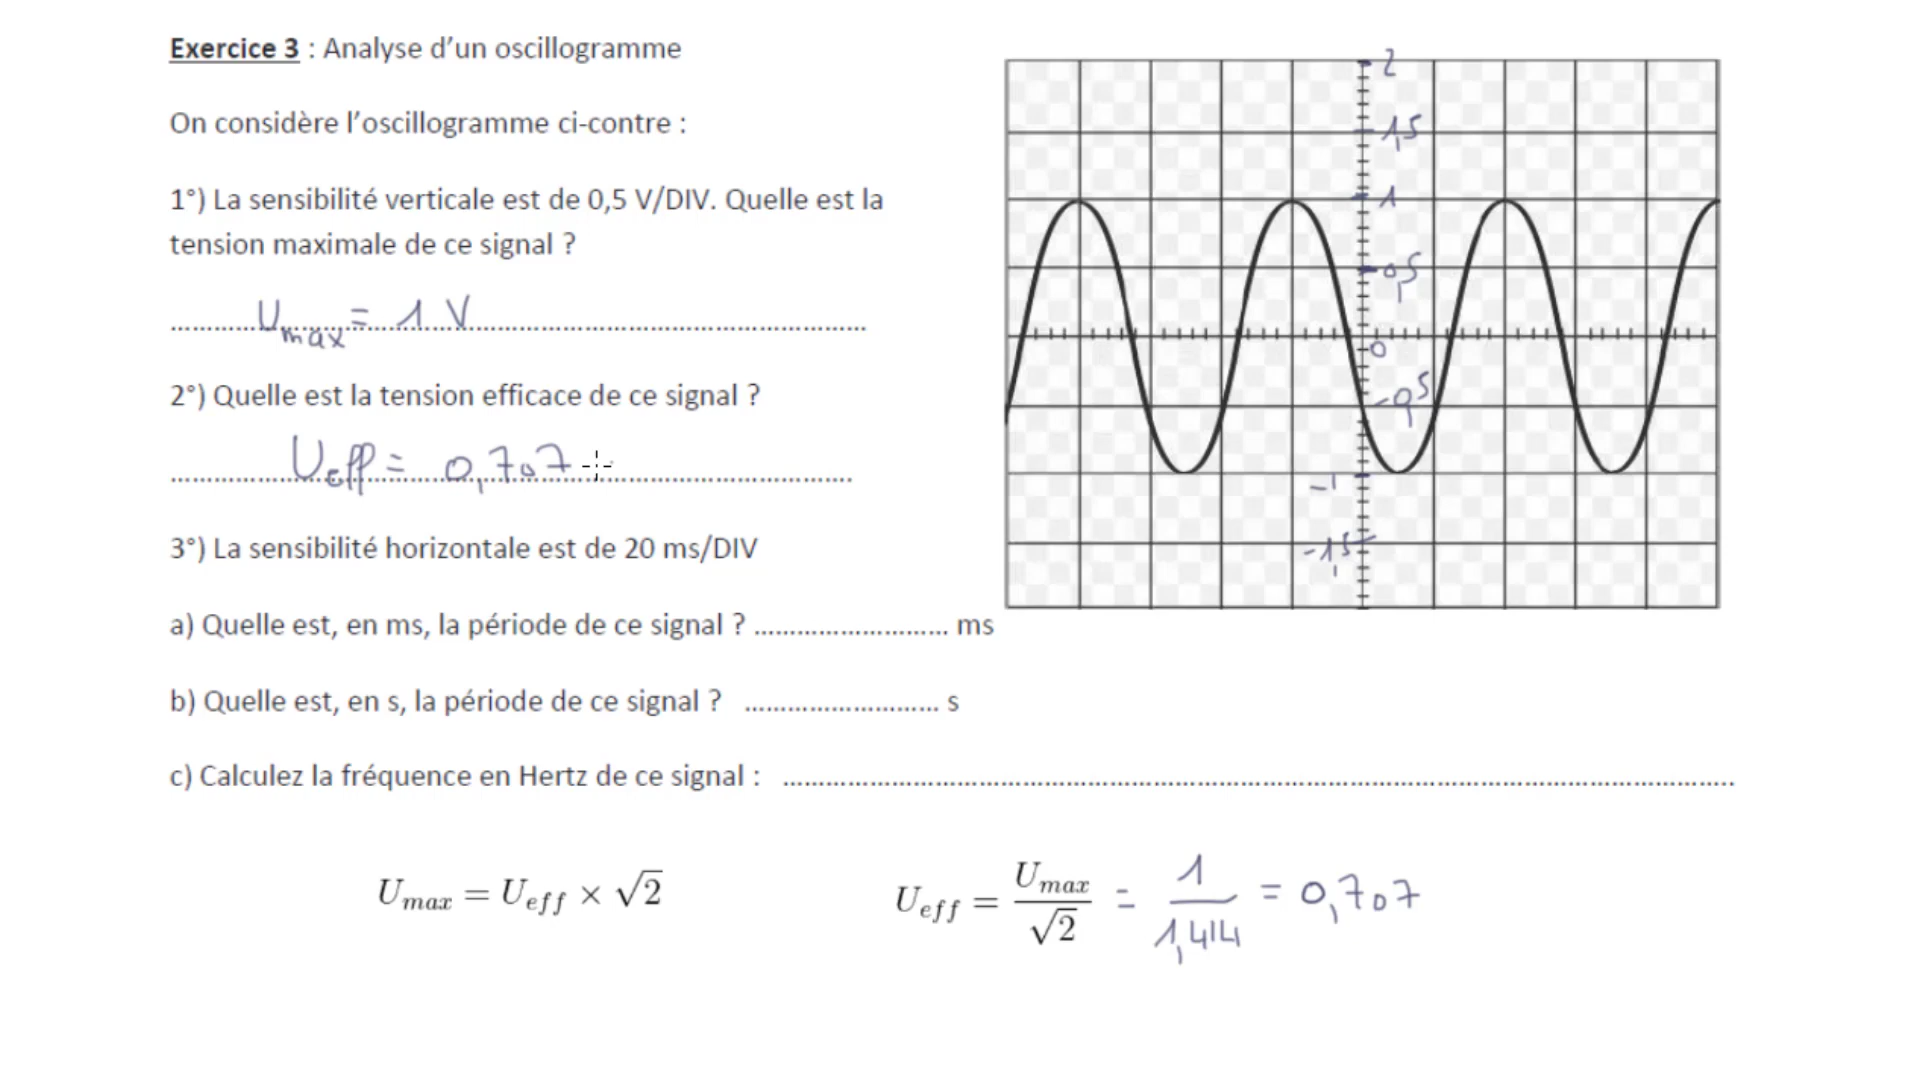 Exercice 3 : Analyse d'un oscillogramme
On considère l'oscillogramme ci-contre :
1°) La sensibilité verticale est de 0,5 V/DIV. Quelle est la
tension maximale de ce signal ?
Umax = 1 V
2°) Quelle est la tension efficace de ce signal ?
Ueff = 0,707
3°) La sensibilité horizontale est de 20 ms/DIV
a) Quelle est, en ms, la période de ce signal ? ........................... ms
b) Quelle est, en s, la période de ce signal ? ........................... s
c) Calculez la fréquence en Hertz de ce signal : ....................................................................................................................................
2
1,5
1
0,5
0
-0,5
-1
-1,5
Umax = Ueff × √2
Ueff = Umax/√2 = 1/1,414 = 0,707